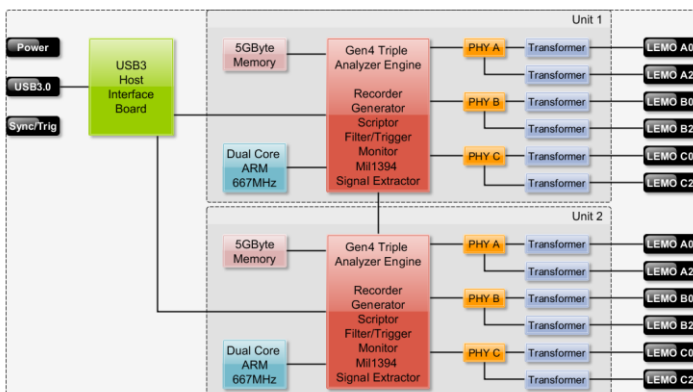 Unit 1
Power
USB3.0
Sync/Trig
USB3
Host
Interface
Board
5GByte
Memory
Dual Core
ARM
667MHz
Gen4 Triple
Analyzer Engine
Recorder
Generator
Scriptor
Filter/Trigger
Monitor
Mil1394
Signal Extractor
PHY A
Transformer
LEMO A0
Transformer
LEMO A2
PHY B
Transformer
LEMO B0
Transformer
LEMO B2
PHY C
Transformer
LEMO C0
Transformer
LEMO C2
Unit 2
5GByte
Memory
Dual Core
ARM
667MHz
Gen4 Triple
Analyzer Engine
Recorder
Generator
Scriptor
Filter/Trigger
Monitor
Mil1394
Signal Extractor
PHY A
Transformer
LEMO A0
Transformer
LEMO A2
PHY B
Transformer
LEMO B0
Transformer
LEMO B2
PHY C
Transformer
LEMO C0
Transformer
LEMO C2